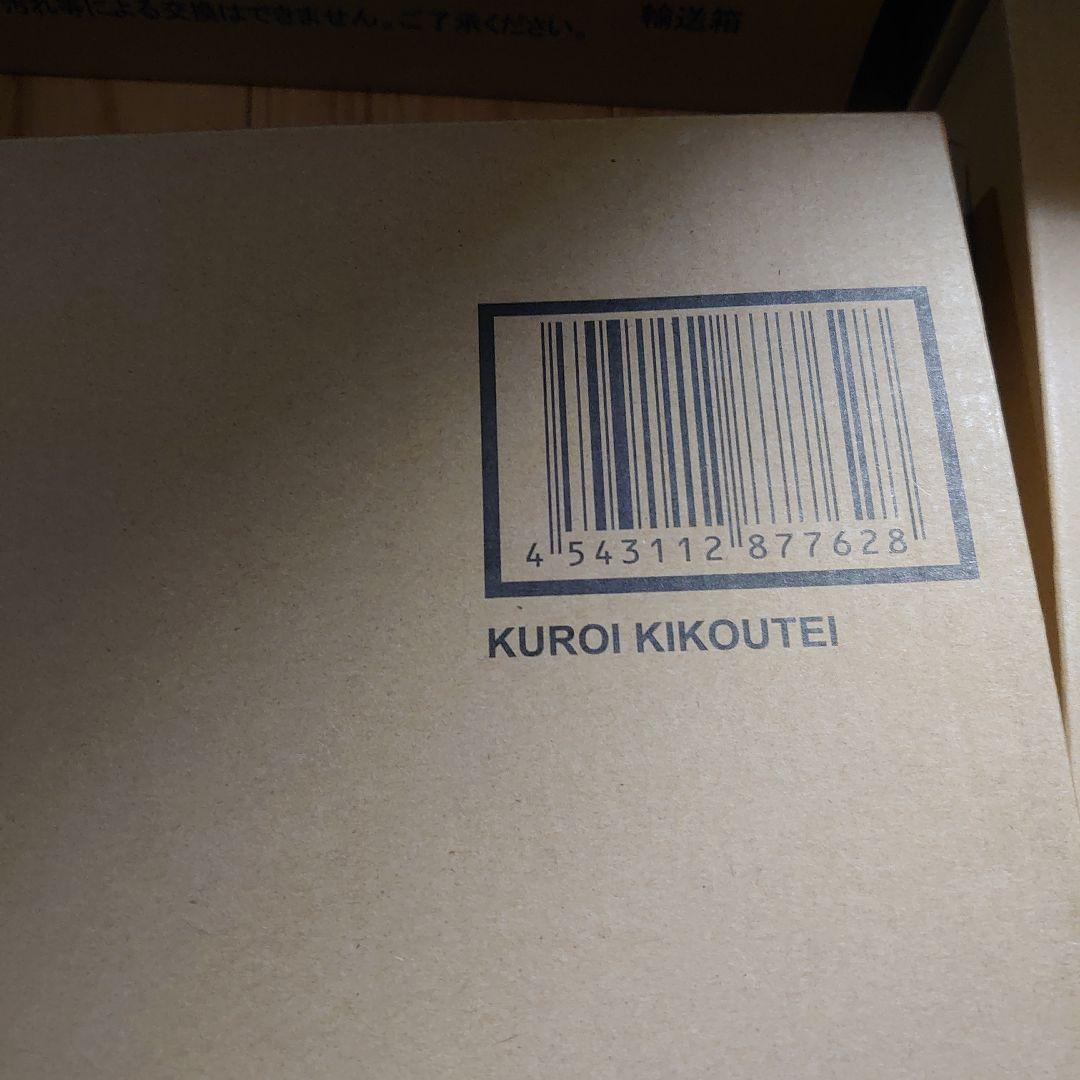 汚れ等による交換はできません。ご了承ください。
輸送箱
4 543112 877628
KUROI KIKOUTEI